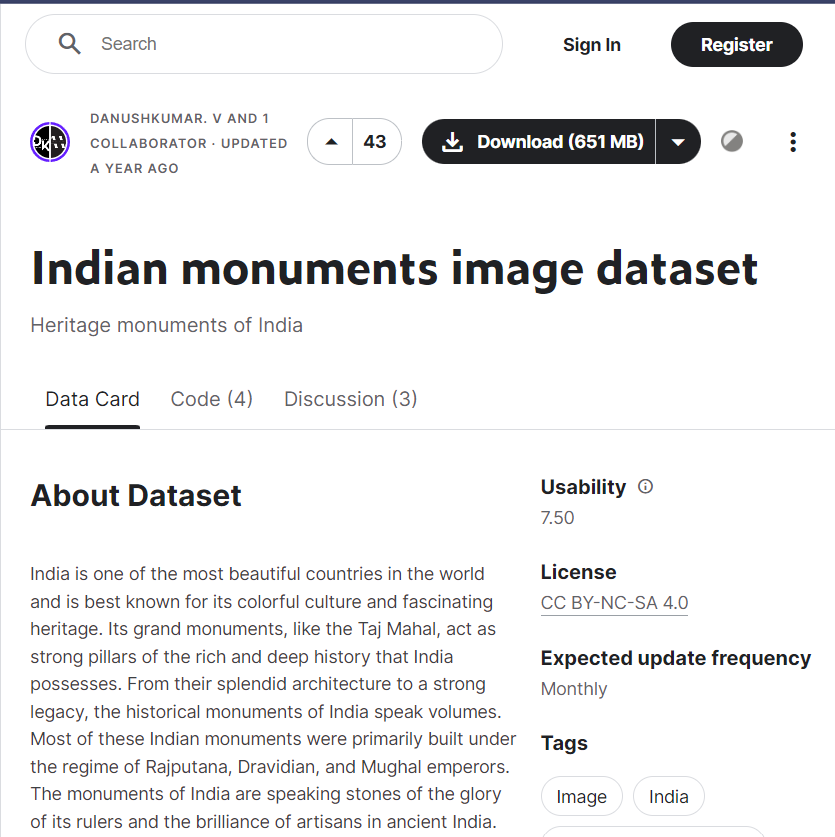 Search
Sign In
Register
DANUSHKUMAR. V AND 1
COLLABORATOR · UPDATED
A YEAR AGO
43
Download (651 MB)
Indian monuments image dataset
Heritage monuments of India
Data Card
Code (4)
Discussion (3)
About Dataset
India is one of the most beautiful countries in the world
and is best known for its colorful culture and fascinating
heritage. Its grand monuments, like the Taj Mahal, act as
strong pillars of the rich and deep history that India
possesses. From their splendid architecture to a strong
legacy, the historical monuments of India speak volumes.
Most of these Indian monuments were primarily built under
the regime of Rajputana, Dravidian, and Mughal emperors.
The monuments of India are speaking stones of the glory
of its rulers and the brilliance of artisans in ancient India.
Usability
7.50
License
CC BY-NC-SA 4.0
Expected update frequency
Monthly
Tags
Image
India